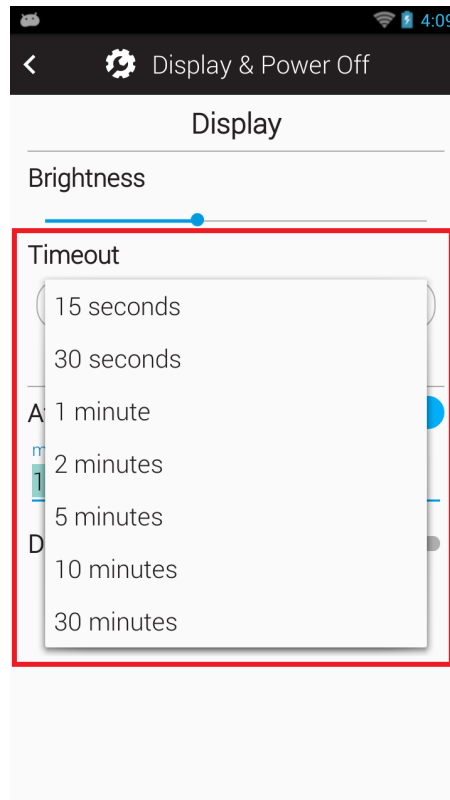 4:09
Display & Power Off
Display
Brightness
Timeout
15 seconds
30 seconds
1 minute
2 minutes
5 minutes
10 minutes
30 minutes